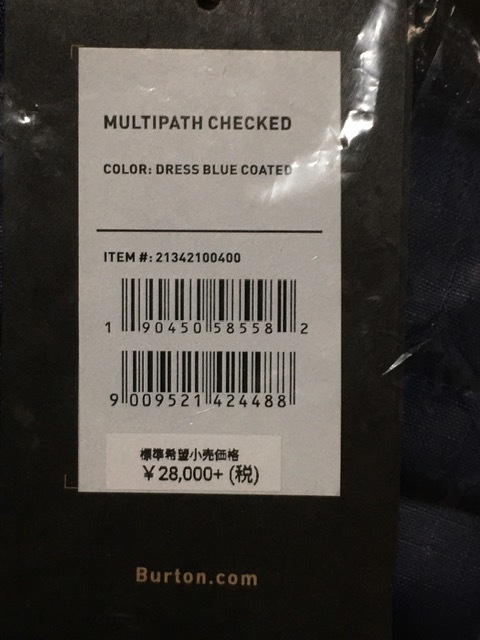 MULTIPATH CHECKED
COLOR: DRESS BLUE COATED
ITEM #: 21342100400
1 90450 58558 2
9 009521 424488
標準希望小売価格
¥28,000+(税)
Burton.com